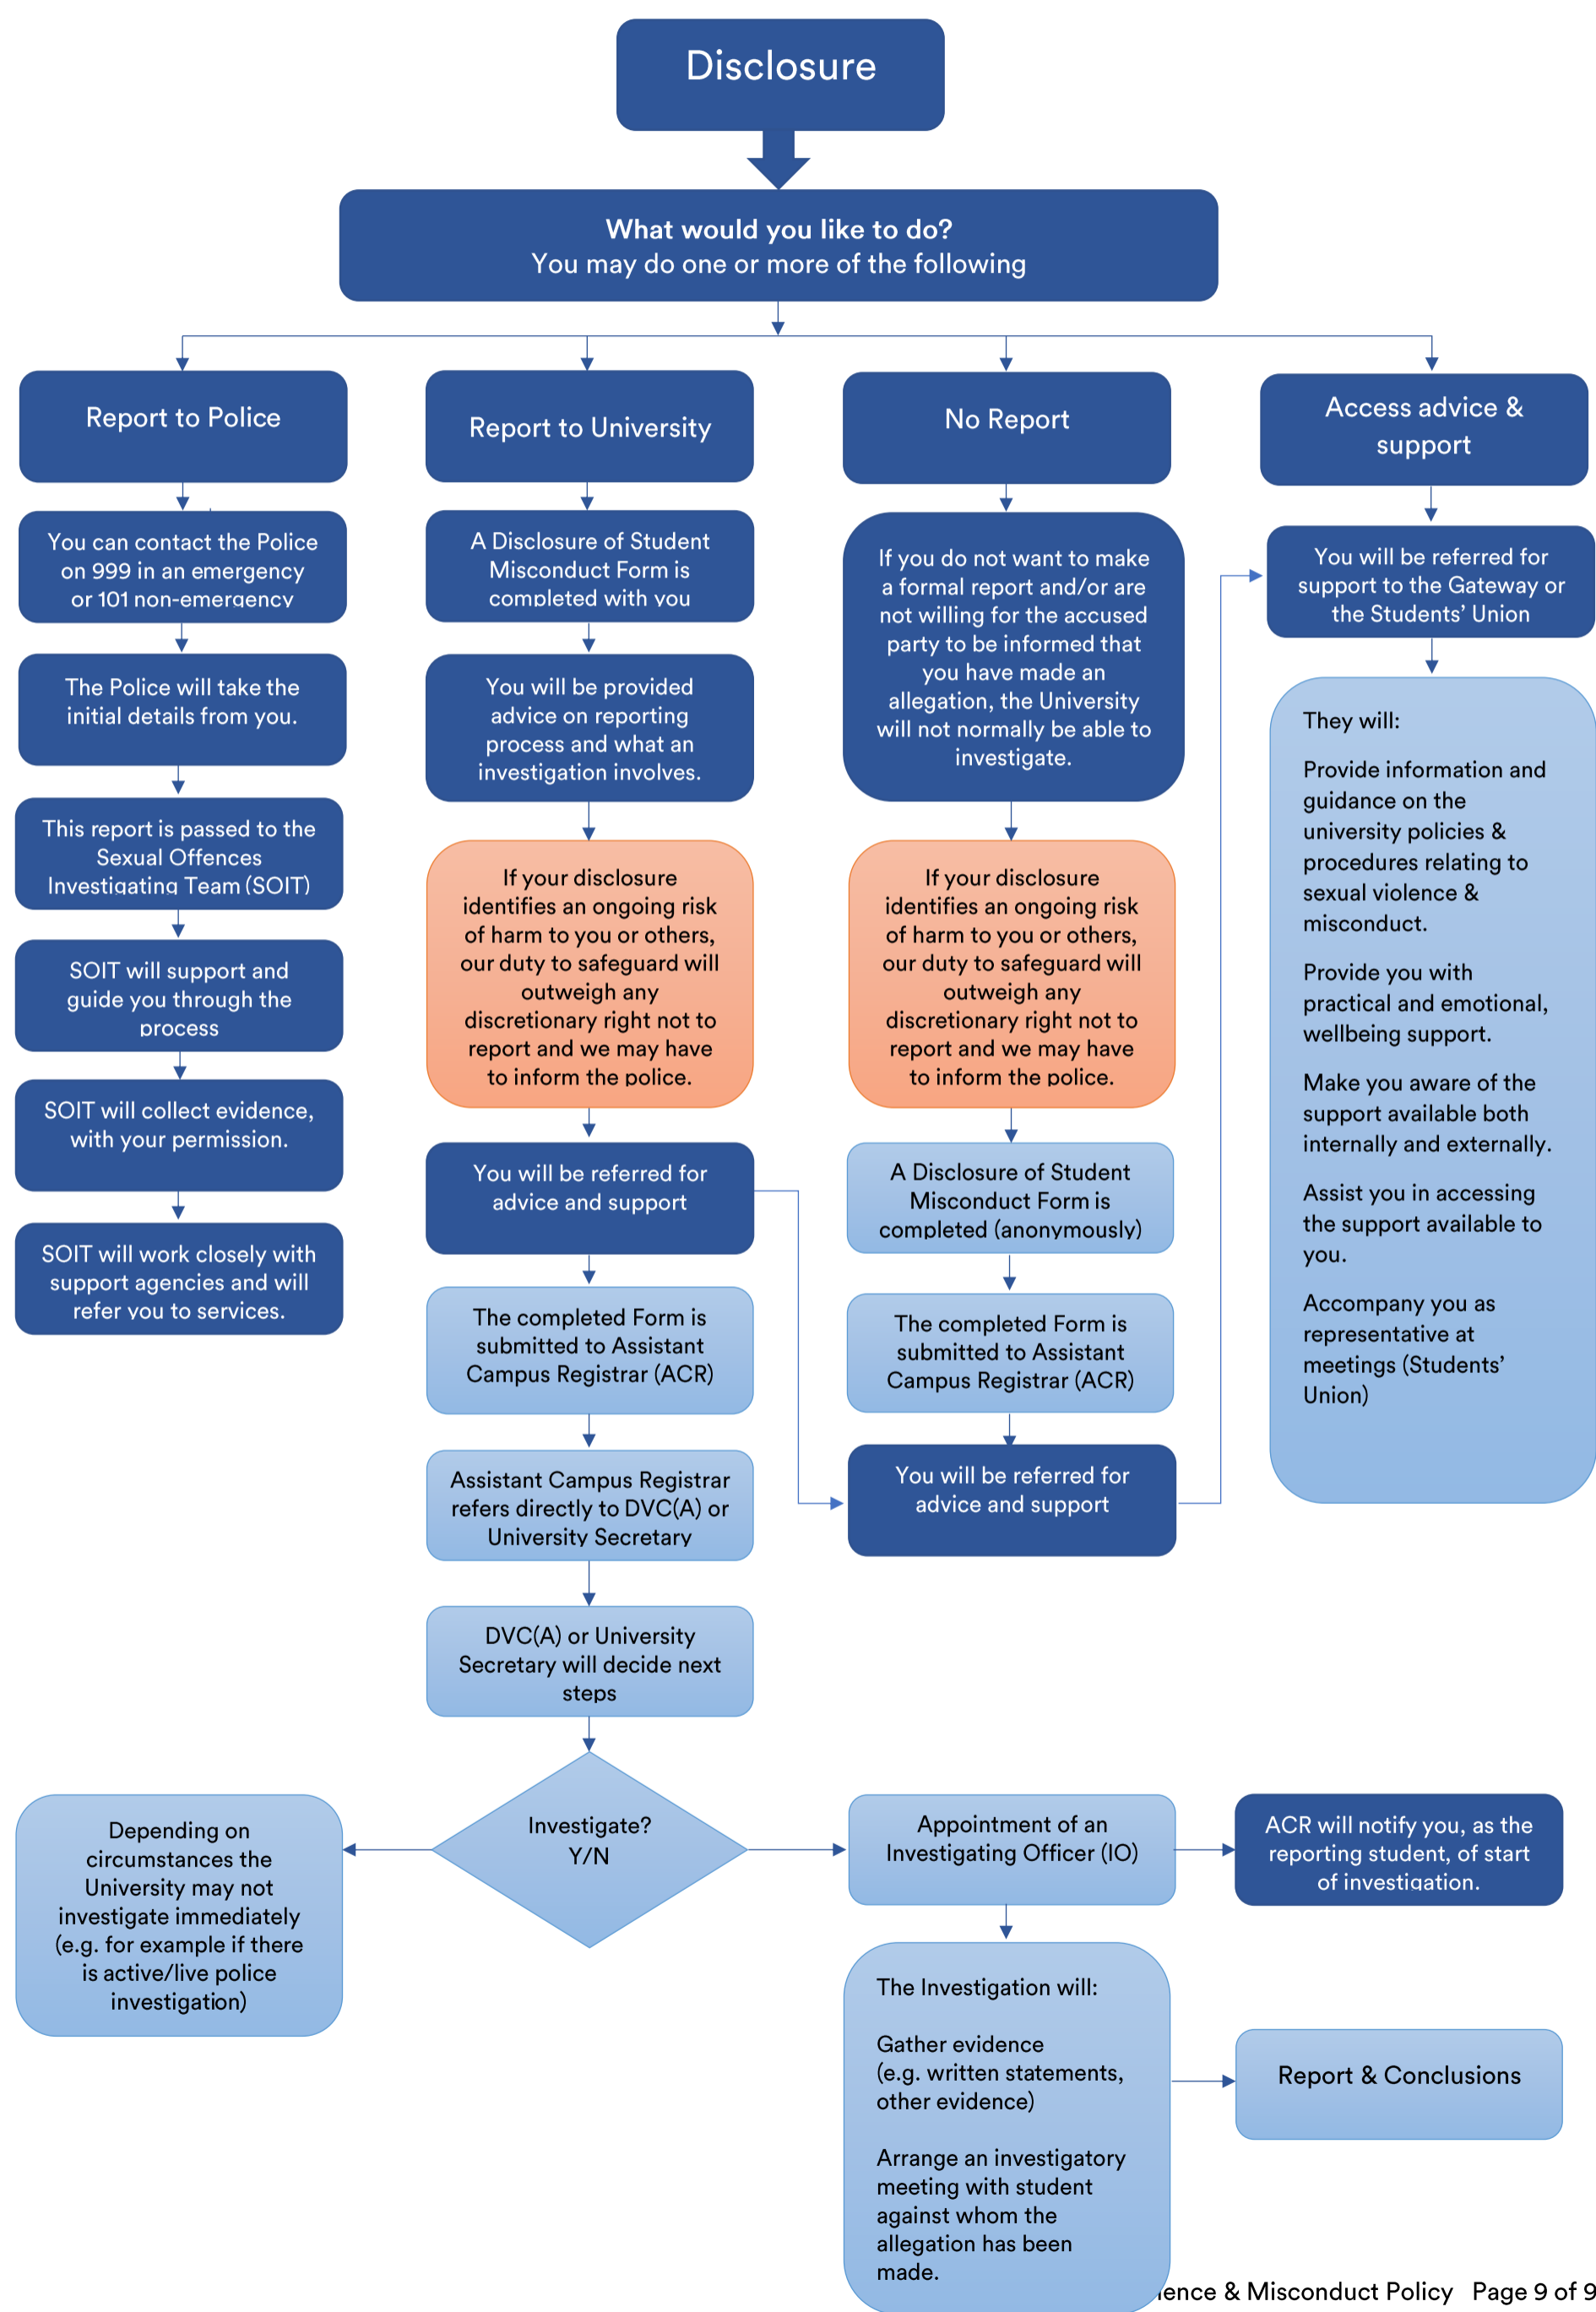 Disclosure
What would you like to do?
You may do one or more of the following
Report to Police
You can contact the Police
on 999 in an emergency
or 101 non-emergency
The Police will take the
initial details from you.
This report is passed to the
Sexual Offences
Investigating Team (SOIT)
SOIT will support and
guide you through the
process
SOIT will collect evidence,
with your permission.
SOIT will work closely with
support agencies and will
refer you to services.
Report to University
A Disclosure of Student
Misconduct Form is
completed with you
You will be provided
advice on reporting
process and what an
investigation involves.
If your disclosure
identifies an ongoing risk
of harm to you or others,
our duty to safeguard will
outweigh any
discretionary right not to
report and we may have
to inform the police.
You will be referred for
advice and support
The completed Form is
submitted to Assistant
Campus Registrar (ACR)
Assistant Campus Registrar
refers directly to DVC(A) or
University Secretary
DVC(A) or University
Secretary will decide next
steps
Investigate?
Y/N
Depending on
circumstances the
University may not
investigate immediately
(e.g. for example if there
is active/live police
investigation)
No Report
If you do not want to make
a formal report and/or are
not willing for the accused
party to be informed that
you have made an
allegation, the University
will not normally be able to
investigate.
If your disclosure
identifies an ongoing risk
of harm to you or others,
our duty to safeguard will
outweigh any
discretionary right not to
report and we may have
to inform the police.
A Disclosure of Student
Misconduct Form is
completed (anonymously)
The completed Form is
submitted to Assistant
Campus Registrar (ACR)
You will be referred for
advice and support
Access advice &
support
You will be referred for
support to the Gateway or
the Students’ Union
They will:
Provide information and
guidance on the
university policies &
procedures relating to
sexual violence &
misconduct.
Provide you with
practical and emotional,
wellbeing support.
Make you aware of the
support available both
internally and externally.
Assist you in accessing
the support available to
you.
Accompany you as
representative at
meetings (Students’
Union)
Appointment of an
Investigating Officer (IO)
ACR will notify you, as the
reporting student, of start
of investigation.
The Investigation will:
Gather evidence
(e.g. written statements,
other evidence)
Arrange an investigatory
meeting with student
against whom the
allegation has been
made.
Report & Conclusions
& Misconduct Policy Page 9 of 9